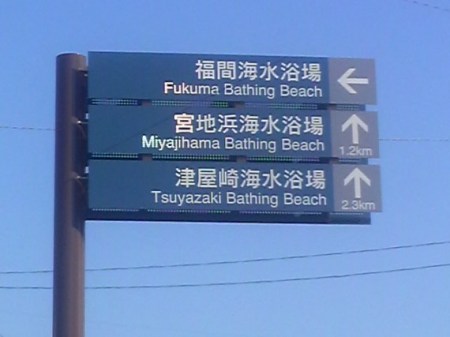 福間海水浴場
Fukuma Bathing Beach
←
宮地浜海水浴場
Miyajihama Bathing Beach
↑
1.2km
津屋崎海水浴場
Tsuyazaki Bathing Beach
↑
2.3km